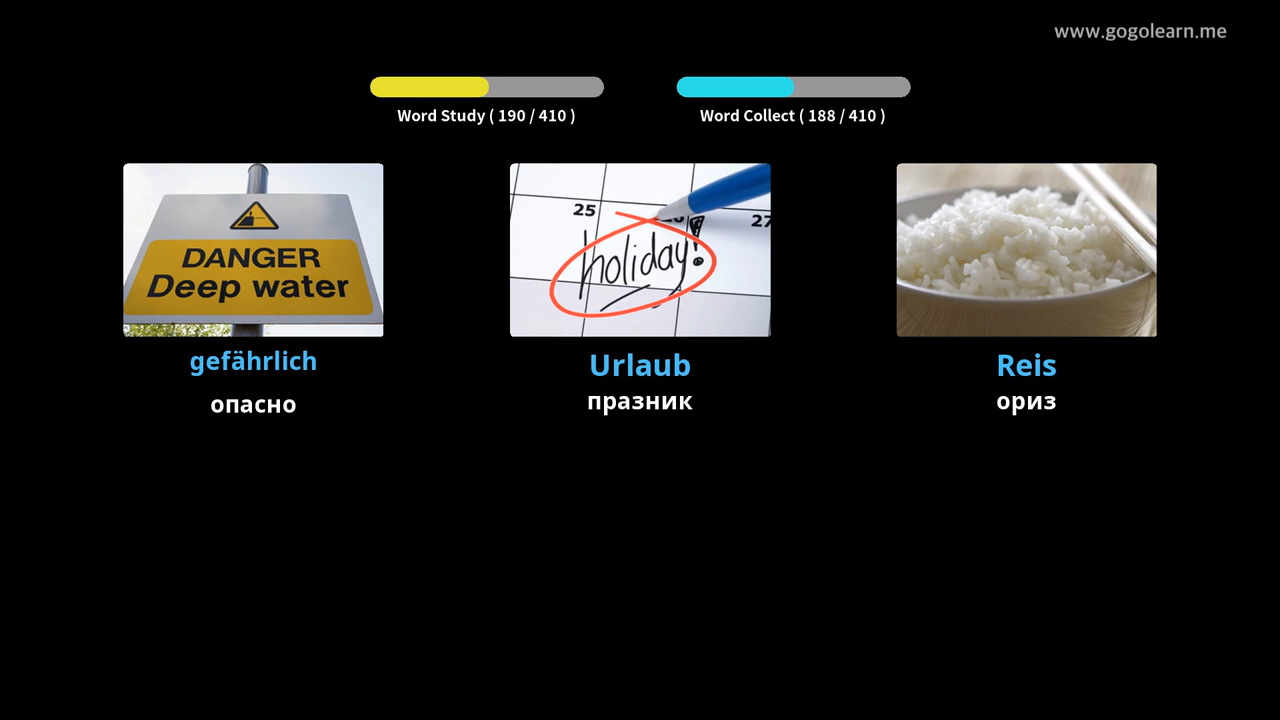 www.gogolearn.me
Word Study ( 190 / 410 )
Word Collect ( 188 / 410 )
DANGER
Deep water
25
27
holiday!
gefährlich
Urlaub
Reis
опасно
празник
ориз